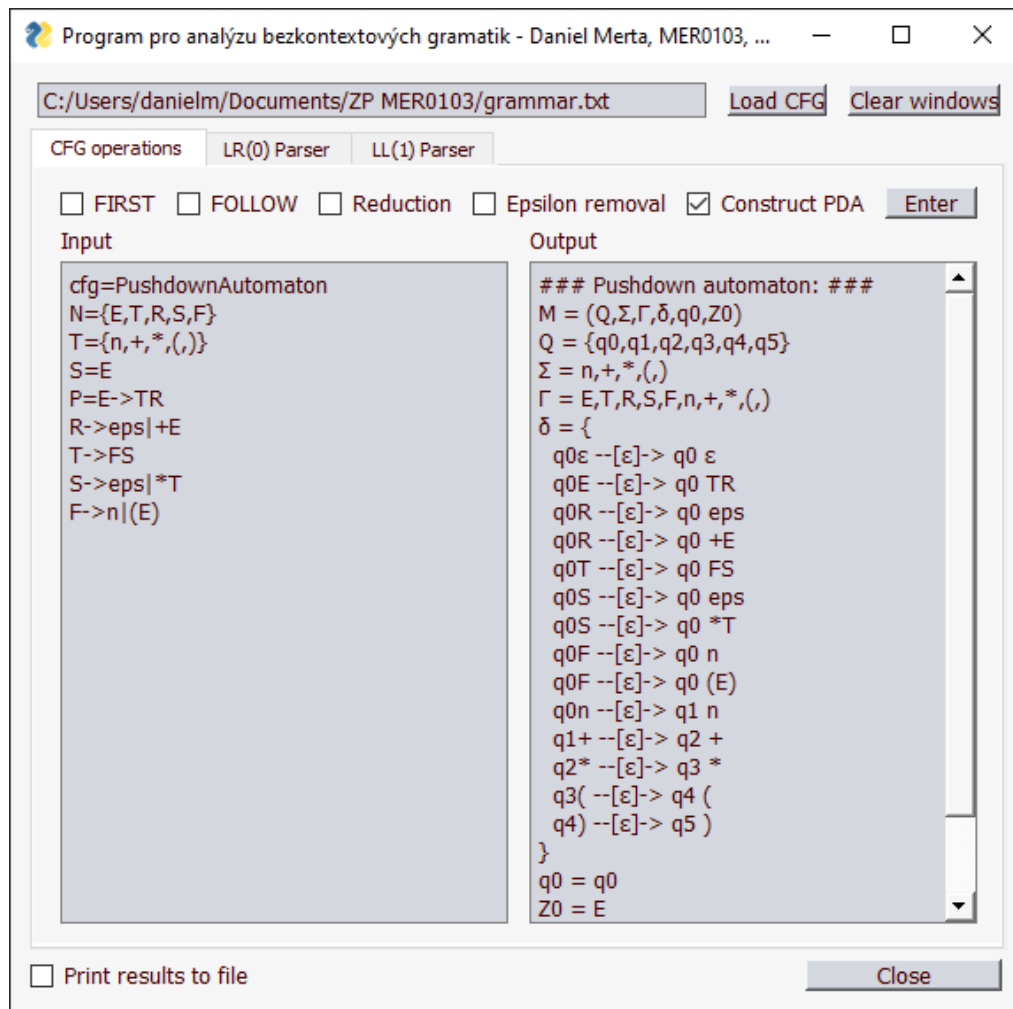 Program pro analýzu bezkontextových gramatik - Daniel Merta, MER0103, ...
C:/Users/danielm/Documents/ZP MER0103/grammar.txt Load CFG Clear windows
CFG operations LR(0) Parser LL(1) Parser
FIRST FOLLOW Reduction Epsilon removal Construct PDA Enter
Input
cfg=PushdownAutomaton
N={E,T,R,S,F}
T={n,+,*,(,)}
S=E
P=E->TR
R->eps|+E
T->FS
S->eps|*T
F->n|(E)
Output
### Pushdown automaton: ###
M = (Q,Σ,Γ,δ,q0,Z0)
Q = {q0,q1,q2,q3,q4,q5}
Σ = n,+,*,(,)
Γ = E,T,R,S,F,n,+,*,(,)
δ = {
q0ε --[ε]-> q0 ε
q0E --[ε]-> q0 TR
q0R --[ε]-> q0 eps
q0R --[ε]-> q0 +E
q0T --[ε]-> q0 FS
q0S --[ε]-> q0 eps
q0S --[ε]-> q0 *T
q0F --[ε]-> q0 n
q0F --[ε]-> q0 (E)
q0n --[ε]-> q1 n
q1+ --[ε]-> q2 +
q2* --[ε]-> q3 *
q3( --[ε]-> q4 (
q4) --[ε]-> q5 )
}
q0 = q0
Z0 = E
Print results to file Close